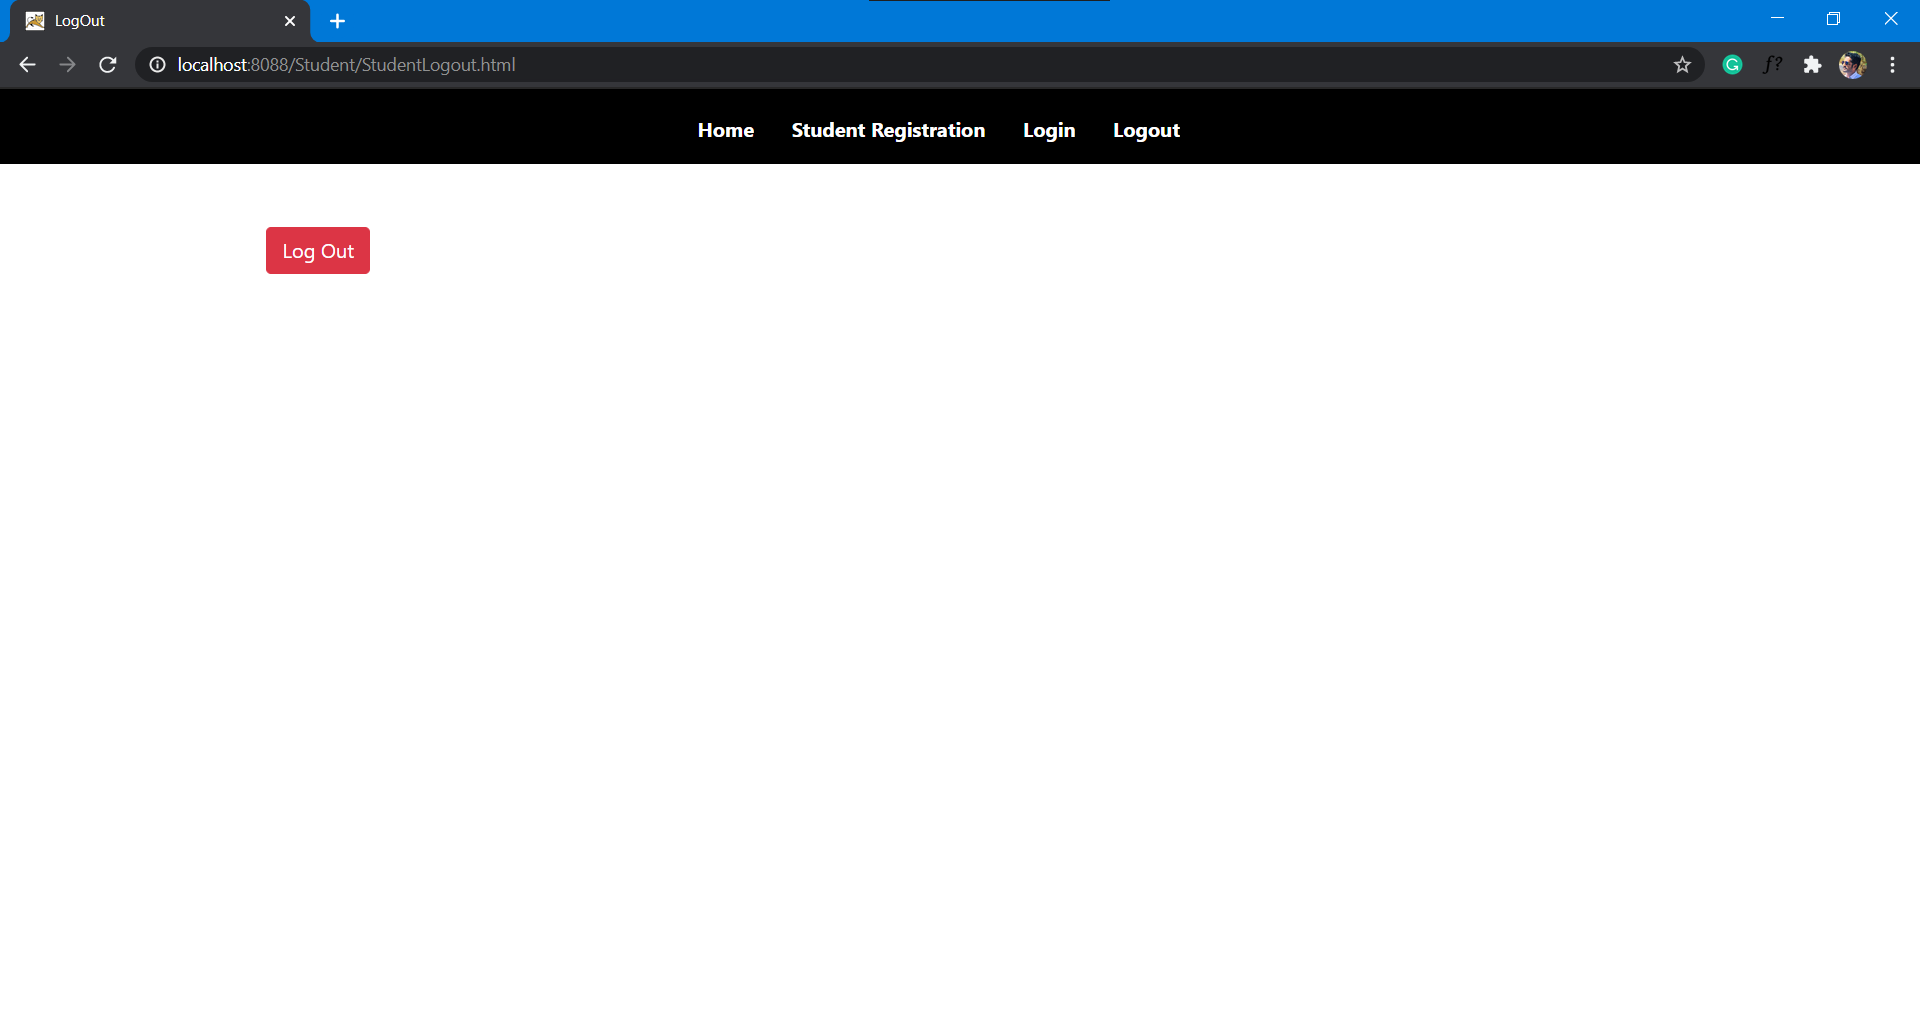 LogOut
localhost:8088/Student/StudentLogout.html
f?
Home Student Registration Login Logout
Log Out